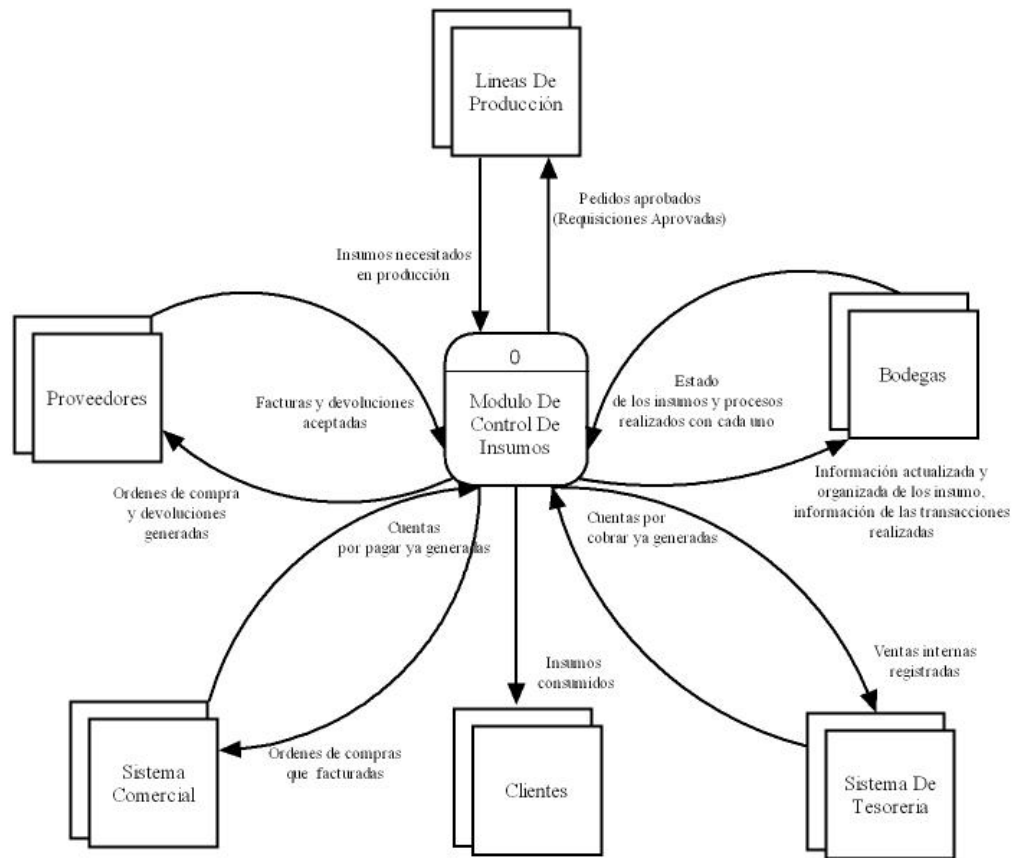 Lineas De
Producción
Pedidos aprobados
(Requisiciones Aprovadas)
Insumos necesitados
en producción
Proveedores
Facturas y devoluciones
aceptadas
0
Modulo De
Control De
Insumos
Estado
de los insumos y procesos
realizados con cada uno
Bodegas
Ordenes de compra
y devoluciones
generadas
Cuentas
por pagar ya generadas
Cuentas por
cobrar ya generadas
Información actualizada y
organizada de los insumo,
información de las transacciones
realizadas
Insumos
consumidos
Ventas internas
registradas
Sistema
Comercial
Ordenes de compras
que facturadas
Clientes
Sistema De
Tesoreria